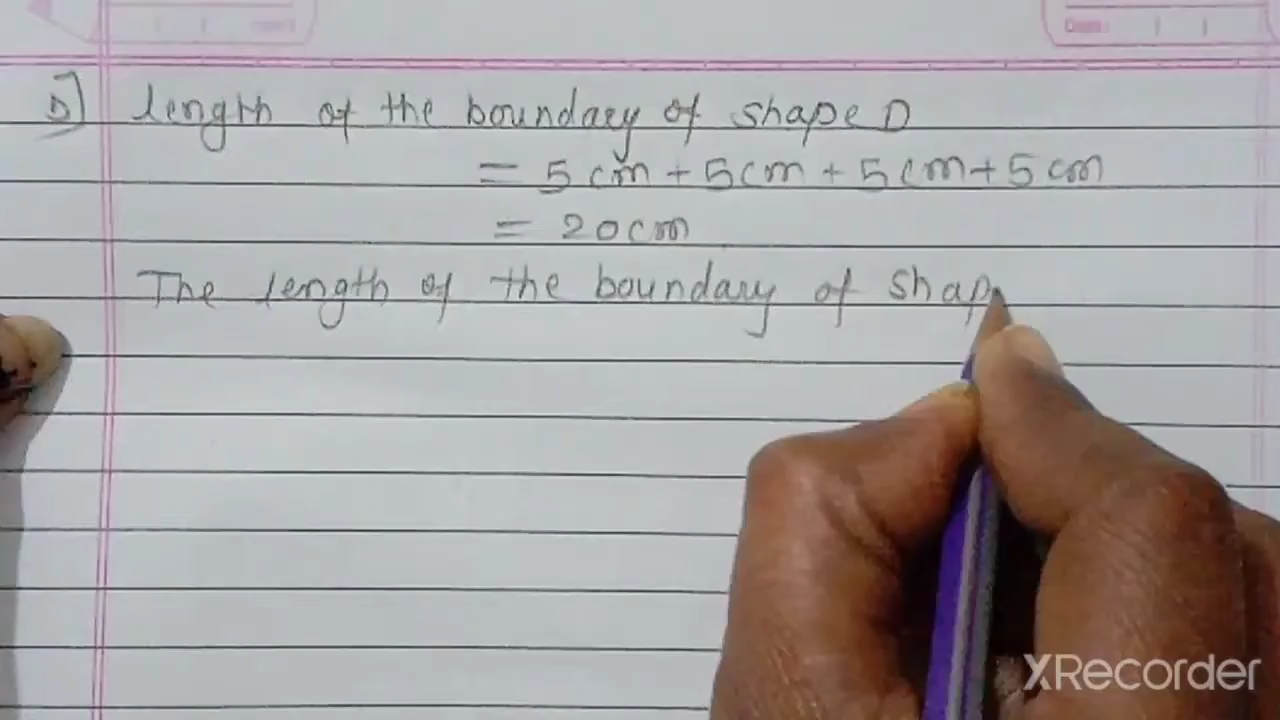 D] length of the boundary of shape D
= 5 cm + 5 cm + 5 cm + 5 cm
= 20 cm
The length of the boundary of shap
XRecorder